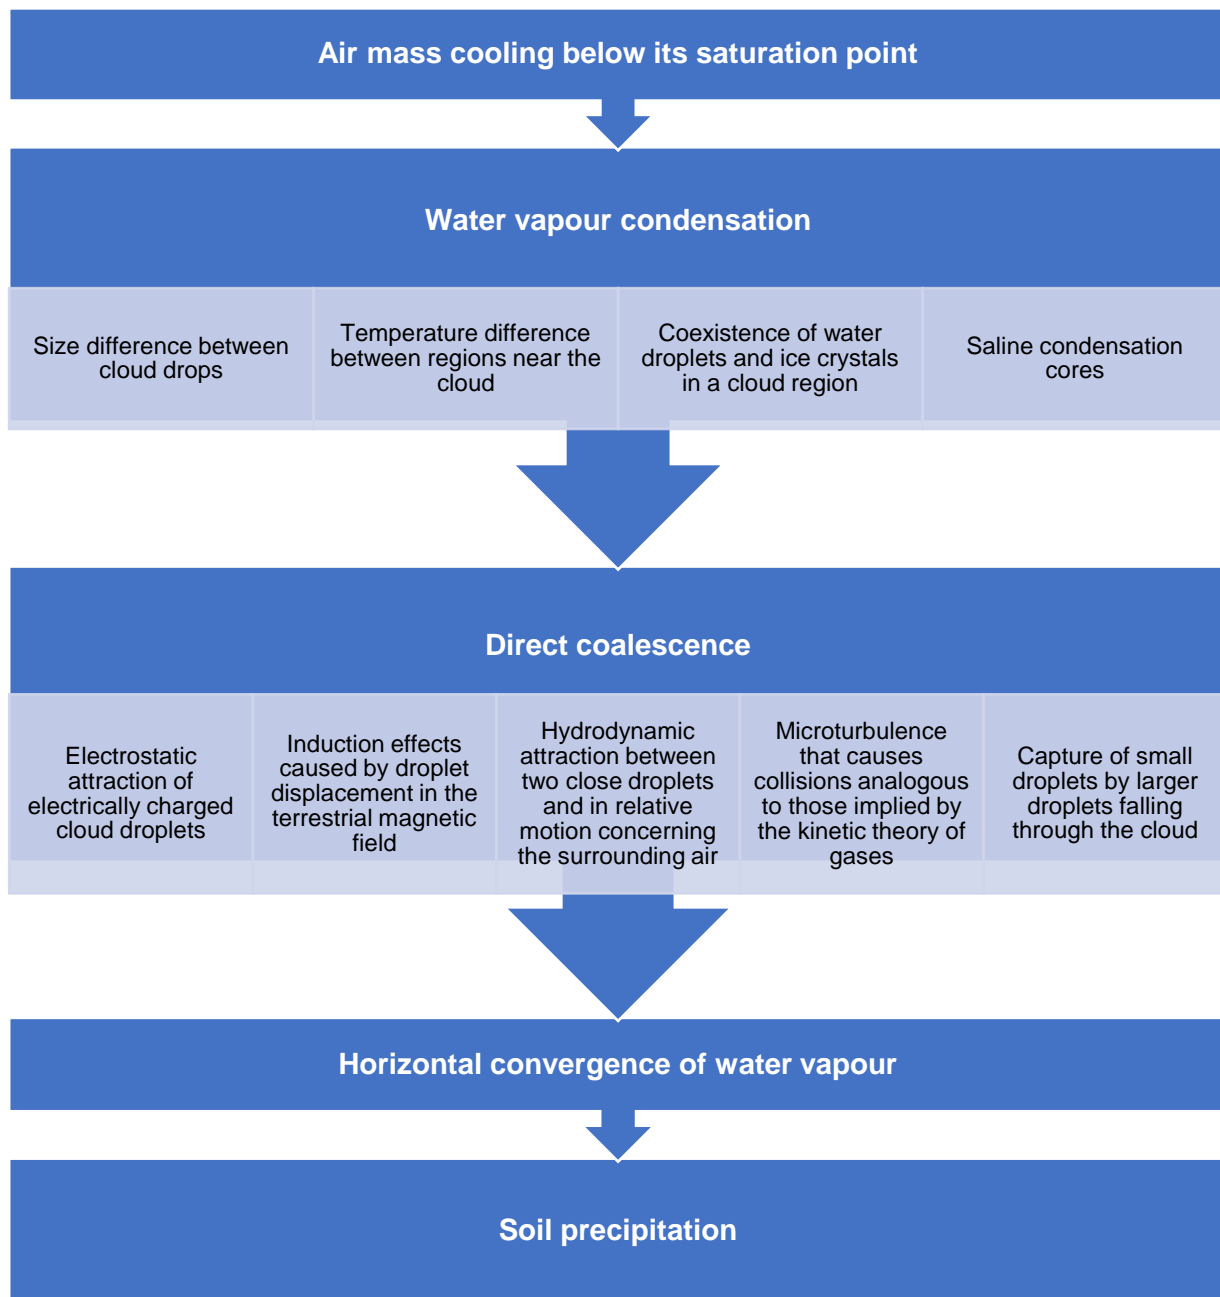 Air mass cooling below its saturation point
Water vapour condensation
Size difference between
cloud drops
Temperature difference
between regions near the
cloud
Coexistence of water
droplets and ice crystals
in a cloud region
Saline condensation
cores
Direct coalescence
Electrostatic
attraction of
electrically charged
cloud droplets
Induction effects
caused by droplet
displacement in the
terrestrial magnetic
field
Hydrodynamic
attraction between
two close droplets
and in relative
motion concerning
the surrounding air
Microturbulence
that causes
collisions analogous
to those implied by
the kinetic theory of
gases
Capture of small
droplets by larger
droplets falling
through the cloud
Horizontal convergence of water vapour
Soil precipitation